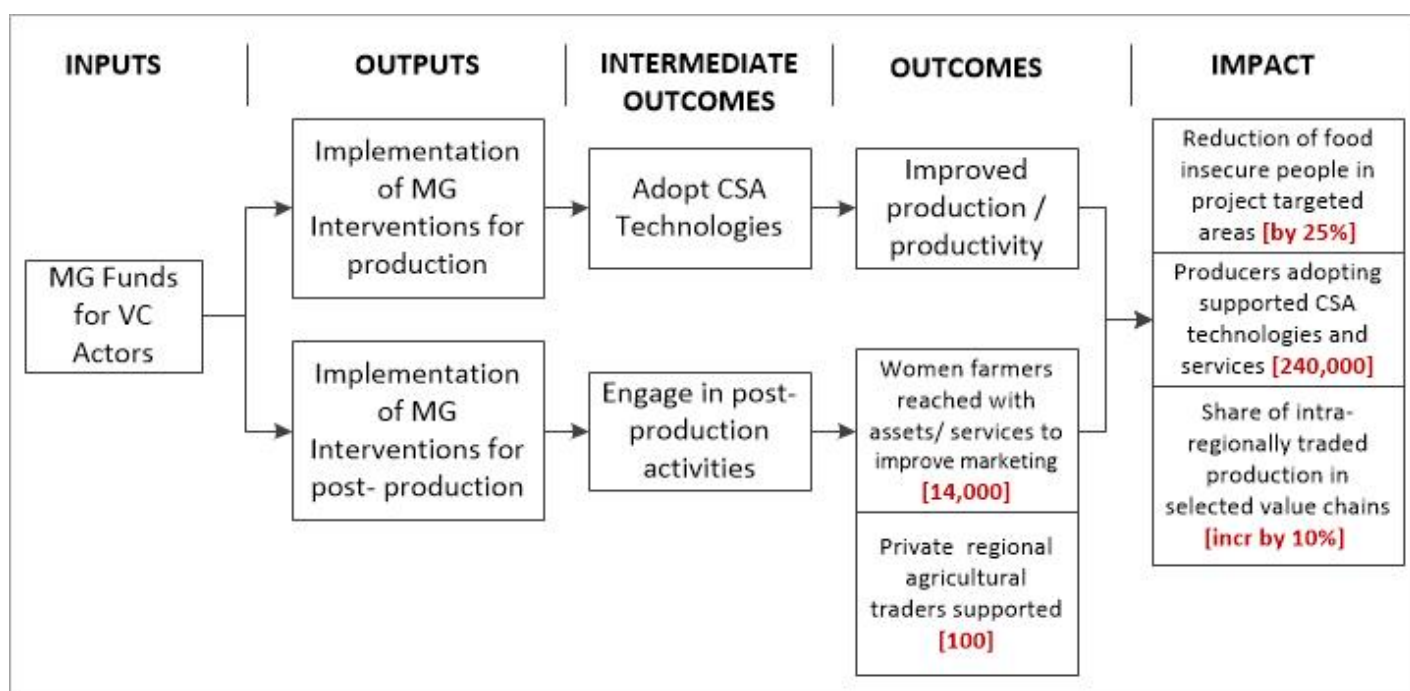 INPUTS
OUTPUTS
INTERMEDIATE
OUTCOMES
OUTCOMES
IMPACT
MG Funds
for VC
Actors
Implementation
of MG
Interventions for
production
Adopt CSA
Technologies
Improved
production /
productivity
Implementation
of MG
Interventions for
post- production
Engage in post-
production
activities
Women farmers
reached with
assets/ services to
improve marketing
[14,000]
Private regional
agricultural
traders supported
[100]
Reduction of food
insecure people in
project targeted
areas [by 25%]
Producers adopting
supported CSA
technologies and
services [240,000]
Share of intra-
regionally traded
production in
selected value chains
[incr by 10%]